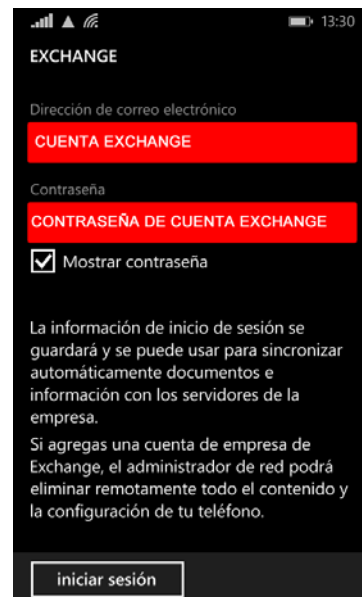 13:30
EXCHANGE
Dirección de correo electrónico
CUENTA EXCHANGE
Contraseña
CONTRASEÑA DE CUENTA EXCHANGE
Mostrar contraseña
La información de inicio de sesión se
guardará y se puede usar para sincronizar
automáticamente documentos e
información con los servidores de la
empresa.
Si agregas una cuenta de empresa de
Exchange, el administrador de red podrá
eliminar remotamente todo el contenido y
la configuración de tu teléfono.
iniciar sesión